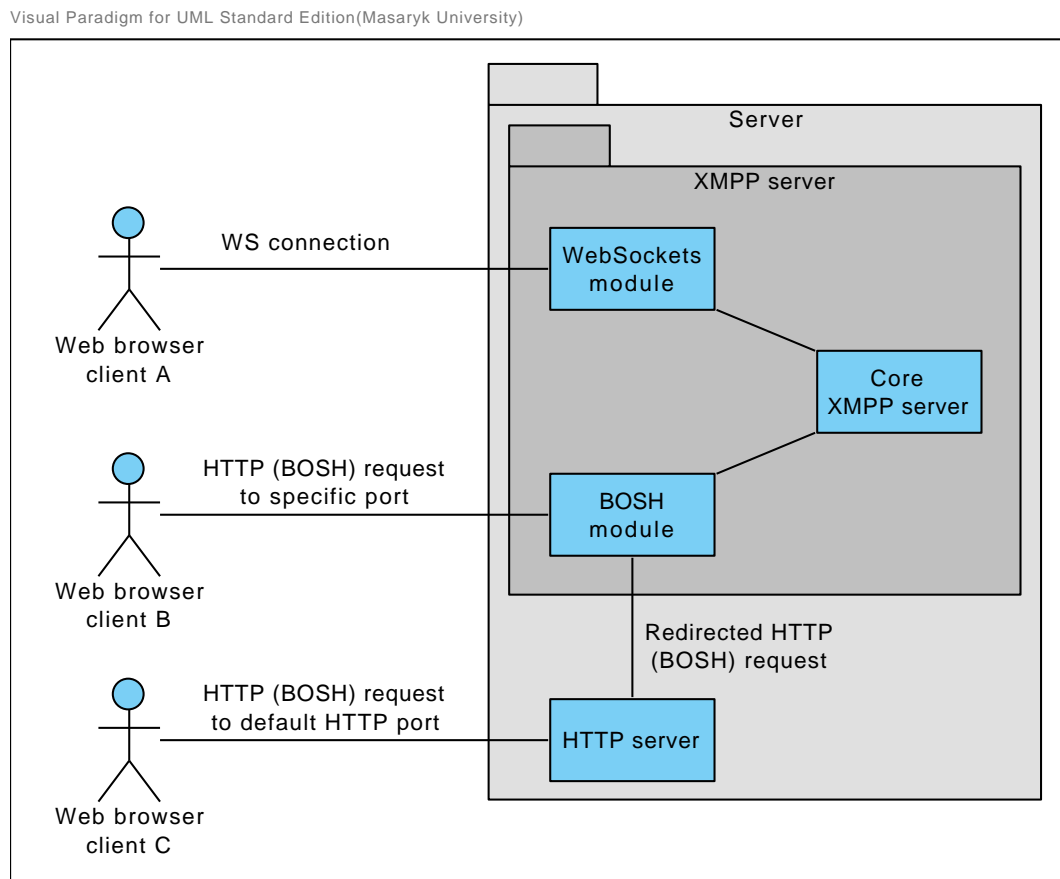 Visual Paradigm for UML Standard Edition(Masaryk University)
Server
XMPP server
WS connection
WebSockets
module
Web browser
client A
Core
XMPP server
HTTP (BOSH) request
to specific port
BOSH
module
Web browser
client B
Redirected HTTP
(BOSH) request
HTTP (BOSH) request
to default HTTP port
HTTP server
Web browser
client C